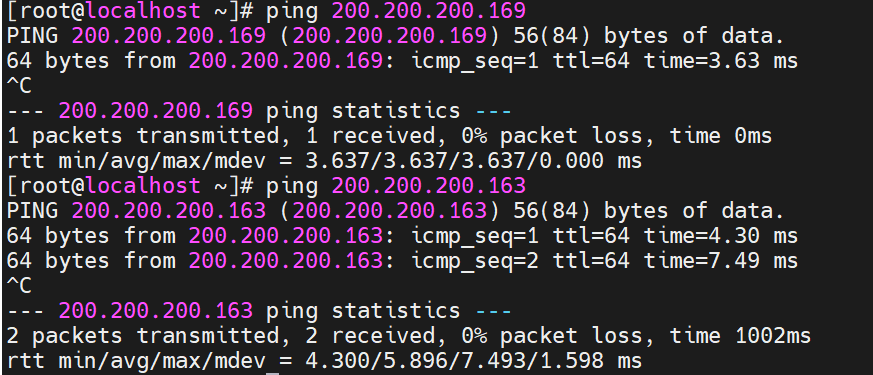 [root@localhost ~]# ping 200.200.200.169
PING 200.200.200.169 (200.200.200.169) 56(84) bytes of data.
64 bytes from 200.200.200.169: icmp_seq=1 ttl=64 time=3.63 ms
^C
--- 200.200.200.169 ping statistics ---
1 packets transmitted, 1 received, 0% packet loss, time 0ms
rtt min/avg/max/mdev = 3.637/3.637/3.637/0.000 ms
[root@localhost ~]# ping 200.200.200.163
PING 200.200.200.163 (200.200.200.163) 56(84) bytes of data.
64 bytes from 200.200.200.163: icmp_seq=1 ttl=64 time=4.30 ms
64 bytes from 200.200.200.163: icmp_seq=2 ttl=64 time=7.49 ms
^C
--- 200.200.200.163 ping statistics ---
2 packets transmitted, 2 received, 0% packet loss, time 1002ms
rtt min/avg/max/mdev = 4.300/5.896/7.493/1.598 ms